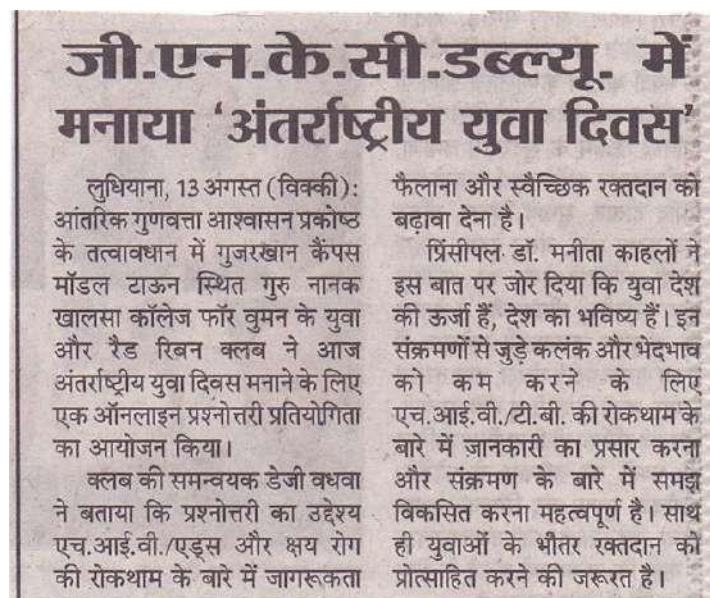 जी.एन.के.सी.डब्ल्यू. में
मनाया ‘अंतर्राष्ट्रीय युवा दिवस’
लुधियाना, 13 अगस्त (विक्की):
आंतरिक गुणवत्ता आश्वासन प्रकोष्ठ
के तत्वावधान में गुजरखान कैंपस
मॉडल टाऊन स्थित गुरु नानक
खालसा कॉलेज फॉर वुमन के युवा
और रैड रिबन क्लब ने आज
अंतर्राष्ट्रीय युवा दिवस मनाने के लिए
एक ऑनलाइन प्रश्नोत्तरी प्रतियोगिता
का आयोजन किया।
क्लब की समन्वयक डेजी वधवा
ने बताया कि प्रश्नोत्तरी का उद्देश्य
एच.आई.वी./एड्स और क्षय रोग
की रोकथाम के बारे में जागरूकता
फैलाना और स्वैच्छिक रक्तदान को
बढ़ावा देना है।
प्रिंसीपल डॉ. मनीता काहलों ने
इस बात पर जोर दिया कि युवा देश
की ऊर्जा हैं, देश का भविष्य हैं। इन
संक्रमणों से जुड़े कलंक और भेदभाव
को कम करने के लिए
एच.आई.वी./टी.बी. की रोकथाम के
बारे में जानकारी का प्रसार करना
और संक्रमण के बारे में समझ
विकसित करना महत्वपूर्ण है। साथ
ही युवाओं के भीतर रक्तदान को
प्रोत्साहित करने की जरूरत है।